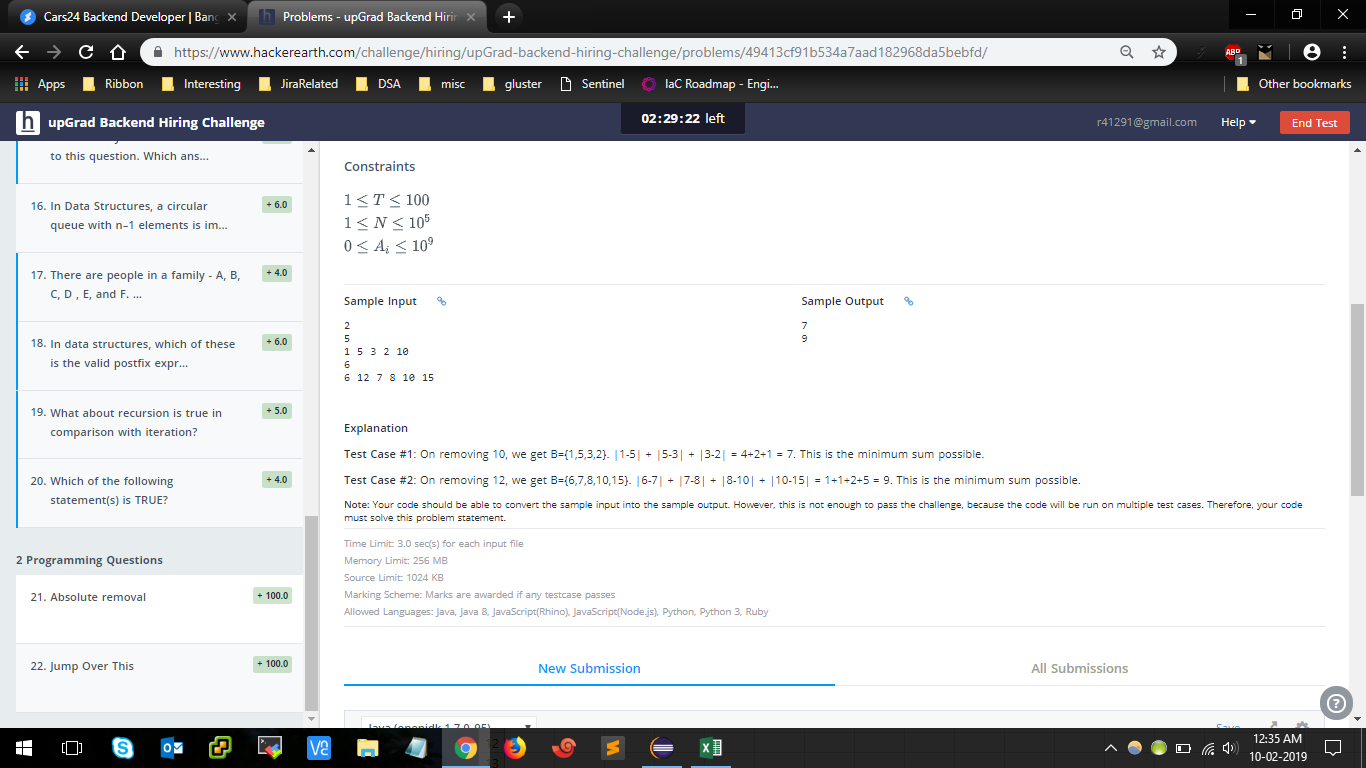 Cars24 Backend Developer | Bang
Problems - upGrad Backend Hirin
https://www.hackerearth.com/challenge/hiring/upGrad-backend-hiring-challenge/problems/49413cf91b534a7aad182968da5bebfd/
ABP
1
Apps Ribbon Interesting JiraRelated DSA misc gluster Sentinel IaC Roadmap - Engi... Other bookmarks
h upGrad Backend Hiring Challenge
02:29:22 left
r41291@gmail.com Help End Test
to this question. Which ans...
16. In Data Structures, a circular
queue with n–1 elements is im...
+ 6.0
17. There are people in a family - A, B,
C, D , E, and F. ...
+ 4.0
18. In data structures, which of these
is the valid postfix expr...
+ 6.0
19. What about recursion is true in
comparison with iteration?
+ 5.0
20. Which of the following
statement(s) is TRUE?
+ 4.0
2 Programming Questions
21. Absolute removal
+ 100.0
22. Jump Over This
+ 100.0
Constraints
1 ≤ T ≤ 100
1 ≤ N ≤ 10⁵
0 ≤ Aᵢ ≤ 10⁹
Sample Input
2
5
1 5 3 2 10
6
6 12 7 8 10 15
Sample Output
7
9
Explanation
Test Case #1: On removing 10, we get B={1,5,3,2}. |1-5| + |5-3| + |3-2| = 4+2+1 = 7. This is the minimum sum possible.
Test Case #2: On removing 12, we get B={6,7,8,10,15}. |6-7| + |7-8| + |8-10| + |10-15| = 1+1+2+5 = 9. This is the minimum sum possible.
Note: Your code should be able to convert the sample input into the sample output. However, this is not enough to pass the challenge, because the code will be run on multiple test cases. Therefore, your code
must solve this problem statement.
Time Limit: 3.0 sec(s) for each input file
Memory Limit: 256 MB
Source Limit: 1024 KB
Marking Scheme: Marks are awarded if any testcase passes
Allowed Languages: Java, Java 8, JavaScript(Rhino), JavaScript(Node.js), Python, Python 3, Ruby
New Submission
All Submissions
Java (openjdk 1.7.0_95)
Save
12:35 AM
10-02-2019